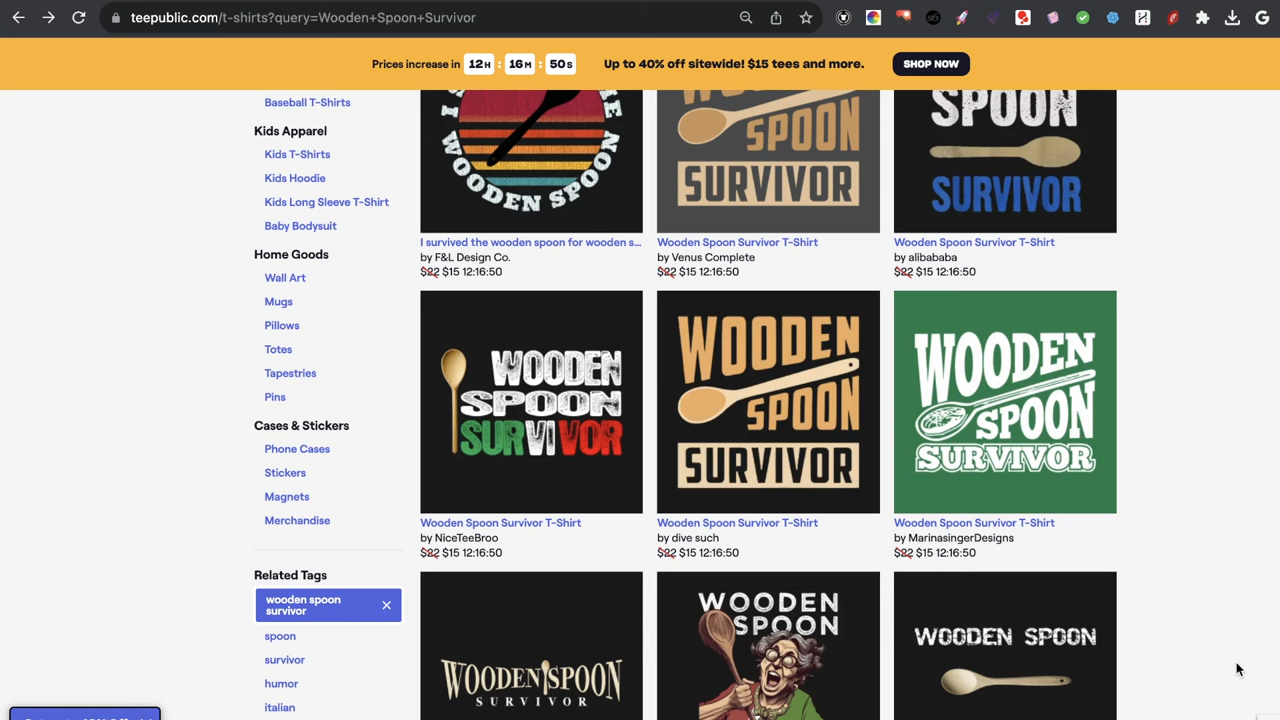 teepublic.com/t-shirts?query=Wooden+Spoon+Survivor
Prices increase in 12H : 16M : 50S Up to 40% off sitewide! $15 tees and more. SHOP NOW
Baseball T-Shirts
Kids Apparel
Kids T-Shirts
Kids Hoodie
Kids Long Sleeve T-Shirt
Baby Bodysuit
Home Goods
Wall Art
Mugs
Pillows
Totes
Tapestries
Pins
Cases & Stickers
Phone Cases
Stickers
Magnets
Merchandise
Related Tags
wooden spoon
survivor
spoon
survivor
humor
italian
WOODEN SPOON
I survived the wooden spoon for wooden s...
by F&L Design Co.
$22 $15 12:16:50
WOODEN
SPOON
SURVIVOR
Wooden Spoon Survivor T-Shirt
by Venus Complete
$22 $15 12:16:50
SPOON
SURVIVOR
Wooden Spoon Survivor T-Shirt
by alibababa
$22 $15 12:16:50
WOODEN
SPOON
SURVIVOR
Wooden Spoon Survivor T-Shirt
by NiceTeeBroo
$22 $15 12:16:50
WOODEN
SPOON
SURVIVOR
Wooden Spoon Survivor T-Shirt
by dive such
$22 $15 12:16:50
WOODEN
SPOON
SURVIVOR
Wooden Spoon Survivor T-Shirt
by MarinasingerDesigns
$22 $15 12:16:50
WOODEN SPOON
SURVIVOR
WOODEN
SPOON
WOODEN SPOON